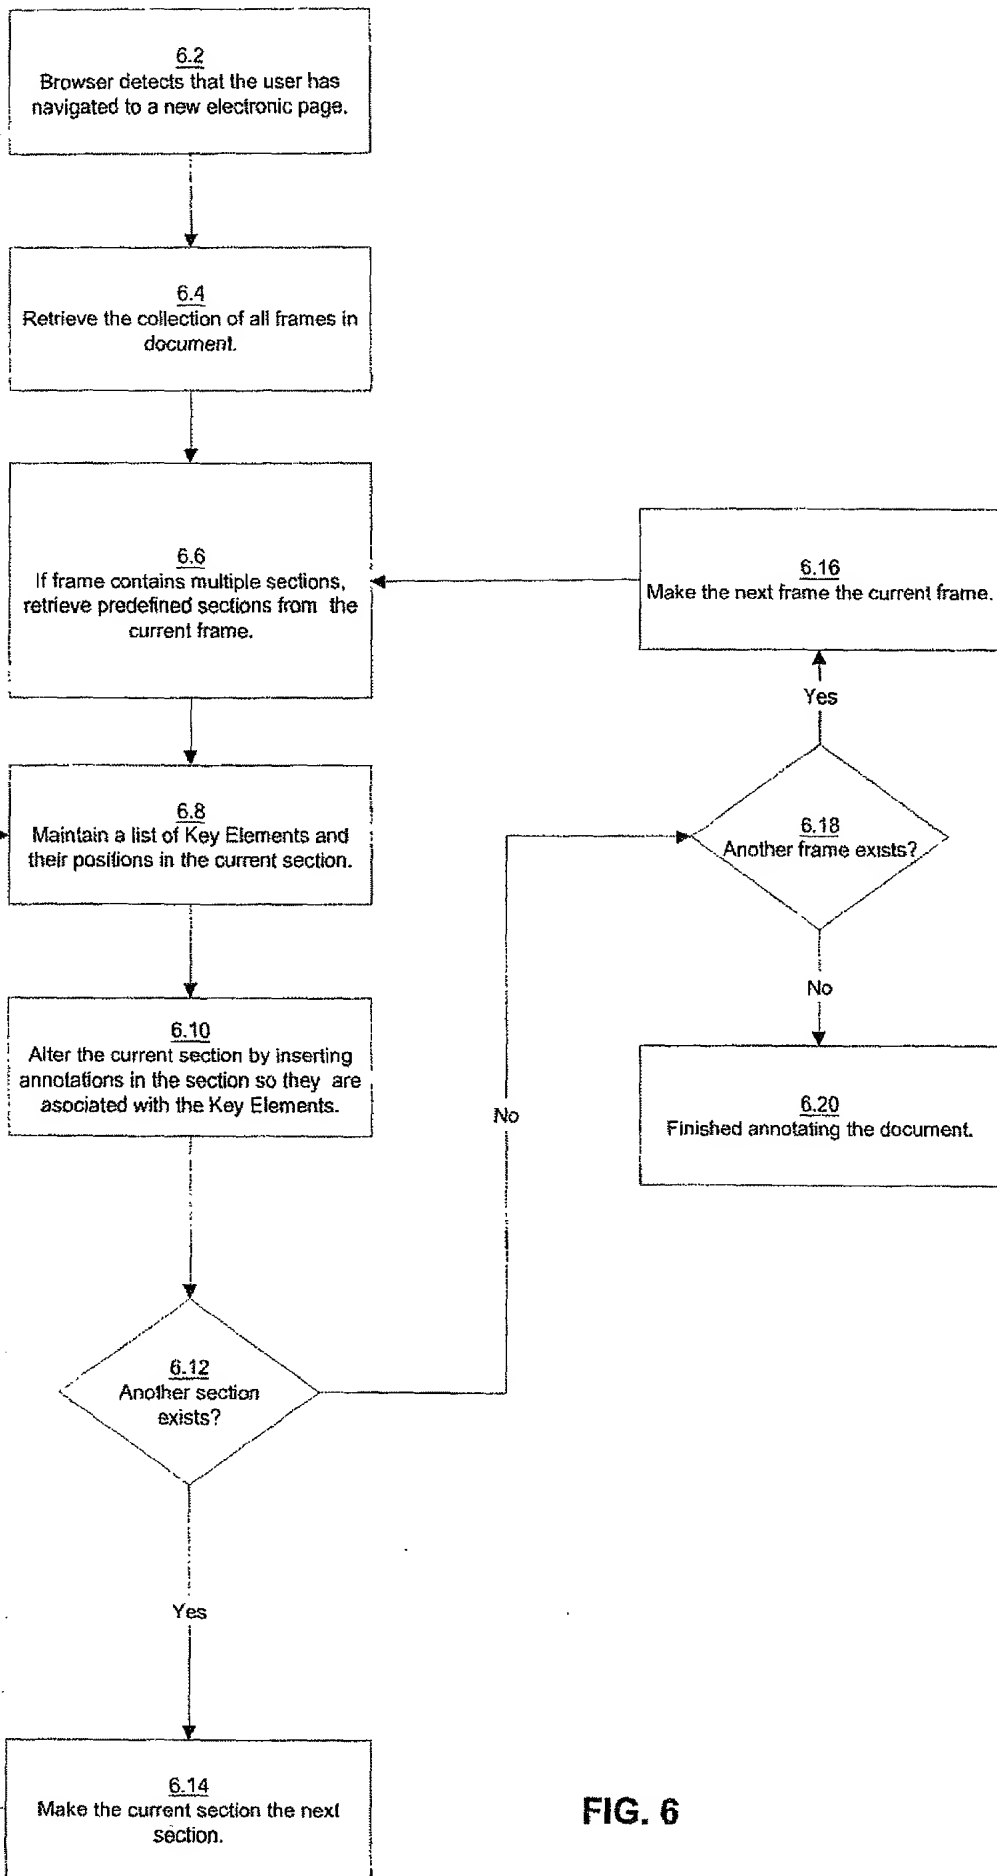 6.2
Browser detects that the user has
navigated to a new electronic page.
6.4
Retrieve the collection of all frames in
document.
6.6
If frame contains multiple sections,
retrieve predefined sections from the
current frame.
6.8
Maintain a list of Key Elements and
their positions in the current section.
6.10
Alter the current section by inserting
annotations in the section so they are
asociated with the Key Elements.
6.12
Another section
exists?
Yes
6.14
Make the current section the next
section.
No
6.16
Make the next frame the current frame.
Yes
6.18
Another frame exists?
No
6.20
Finished annotating the document.
FIG. 6